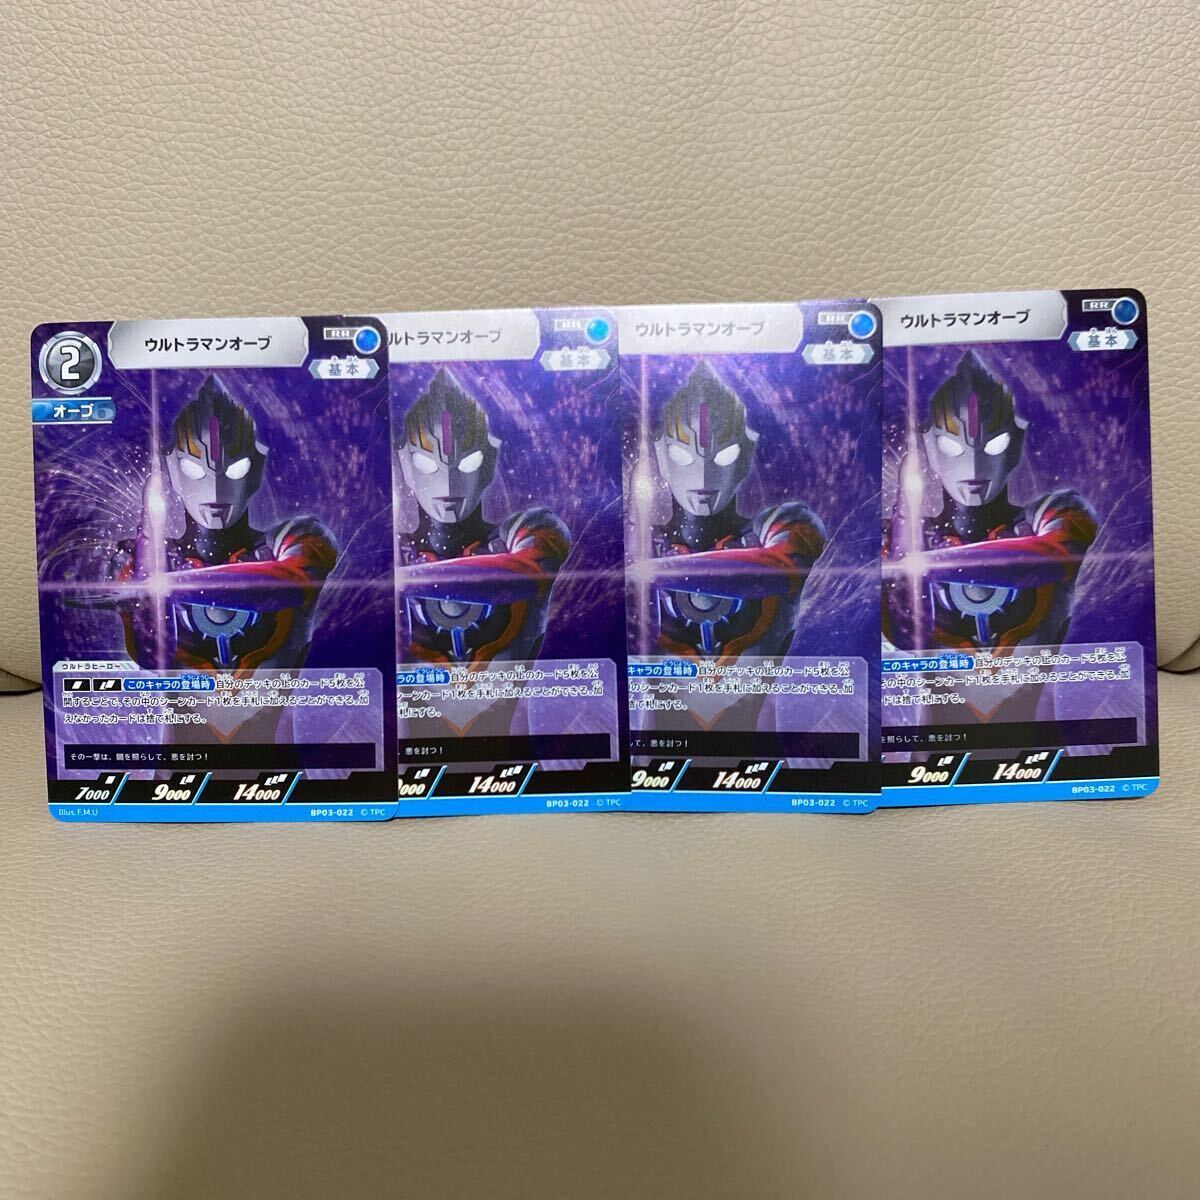 2
ウルトラマンオーブ
RR
基本
オーブ
ウルトラヒーロー
このキャラの登場時 自分のデッキの上のカード5枚を公
開することで、その中のシーンカード1枚を手札に加えることができる。加
えなかったカードは捨て札にする。
その一撃は、闇を照らして、悪を討つ!
7000
9000
14000
Illus.F.M.U
BP03-022 © TPC
ルトラマンオーブ
RR
基本
の登場時 自分のデッキの上のカード5枚を公
のシーンカード1枚を手札に加えることができる。加
札にする。
、悪を討つ!
000
14000
BP03-022 © TPC
ウルトラマンオーブ
RR
基本
このキャラの登場時 自分のデッキの上のカード5枚を公
の中のシーンカード1枚を手札に加えることができる。加
ドは捨て札にする。
らして、悪を討つ!
9000
14000
BP03-022 © TPC
ウルトラマンオーブ
RR
基本
このキャラの登場時 自分のデッキの上のカード5枚を公
その中のシーンカード1枚を手札に加えることができる。加
ードは捨て札にする。
を照らして、悪を討つ!
9000
14000
BP03-022 © TPC